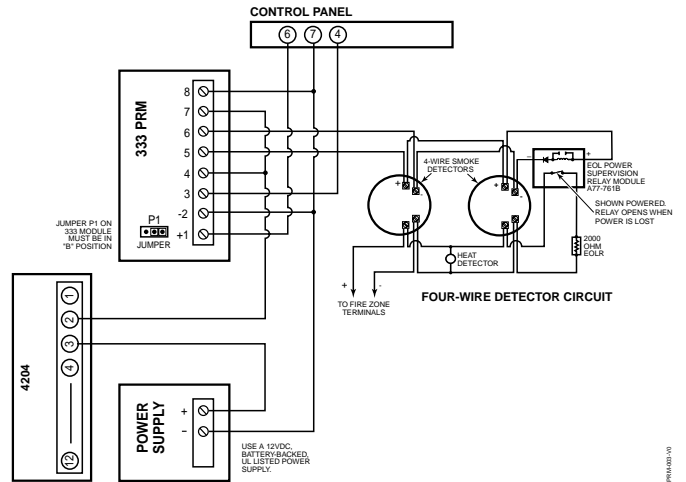 CONTROL PANEL
6 7 4
333 PRM
8
7
6
5
4
3
-2
+1
P1
JUMPER
JUMPER P1 ON
333 MODULE
MUST BE IN
"B" POSITION
4-WIRE SMOKE
DETECTORS
+
-
+
-
-
+
EOL POWER
SUPERVISION
RELAY MODULE
A77-761B
SHOWN POWERED.
RELAY OPENS WHEN
POWER IS LOST
2000
OHM
EOLR
HEAT
DETECTOR
+
-
TO FIRE ZONE
TERMINALS
FOUR-WIRE DETECTOR CIRCUIT
4204
1
2
3
4
12
POWER
SUPPLY
+
-
USE A 12VDC,
BATTERY-BACKED,
UL LISTED POWER
SUPPLY.
PRM-003-V0